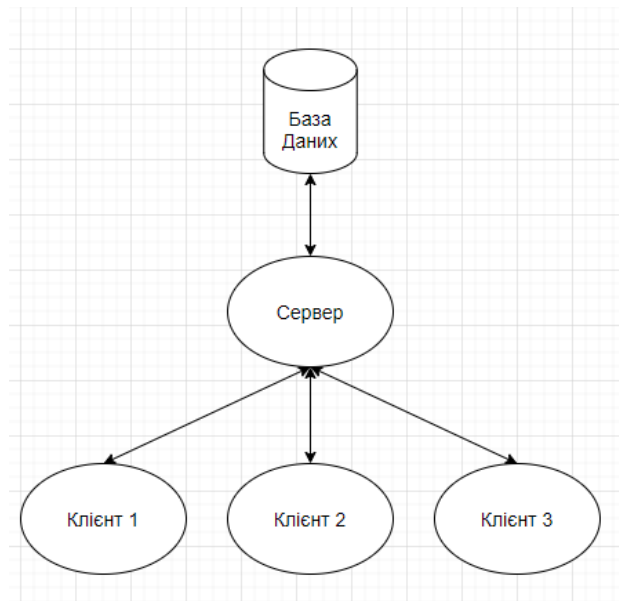 База
Даних
Сервер
Клієнт 1
Клієнт 2
Клієнт 3